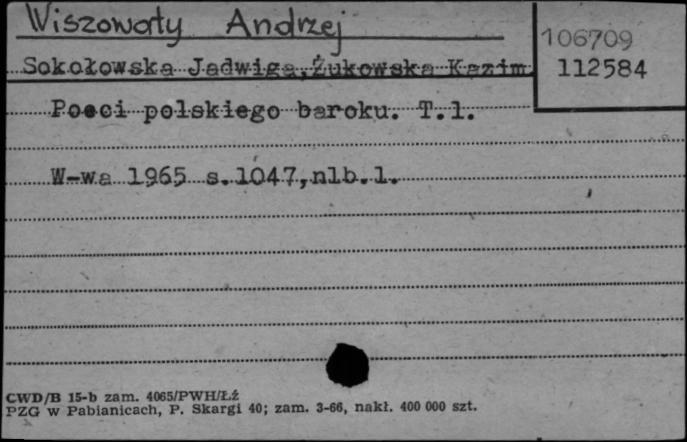 Wiszowaty Andrzej
106709
Sokołowska Jadwiga,Żukowska Kazim.
112584
Poeci polskiego baroku. T.1.
W-wa 1965 s.1047,nlb.1.
CWD/B 15-b zam. 4065/PWH/Łź
PZG w Pabianicach, P. Skargi 40; zam. 3-66, nakł. 400 000 szt.